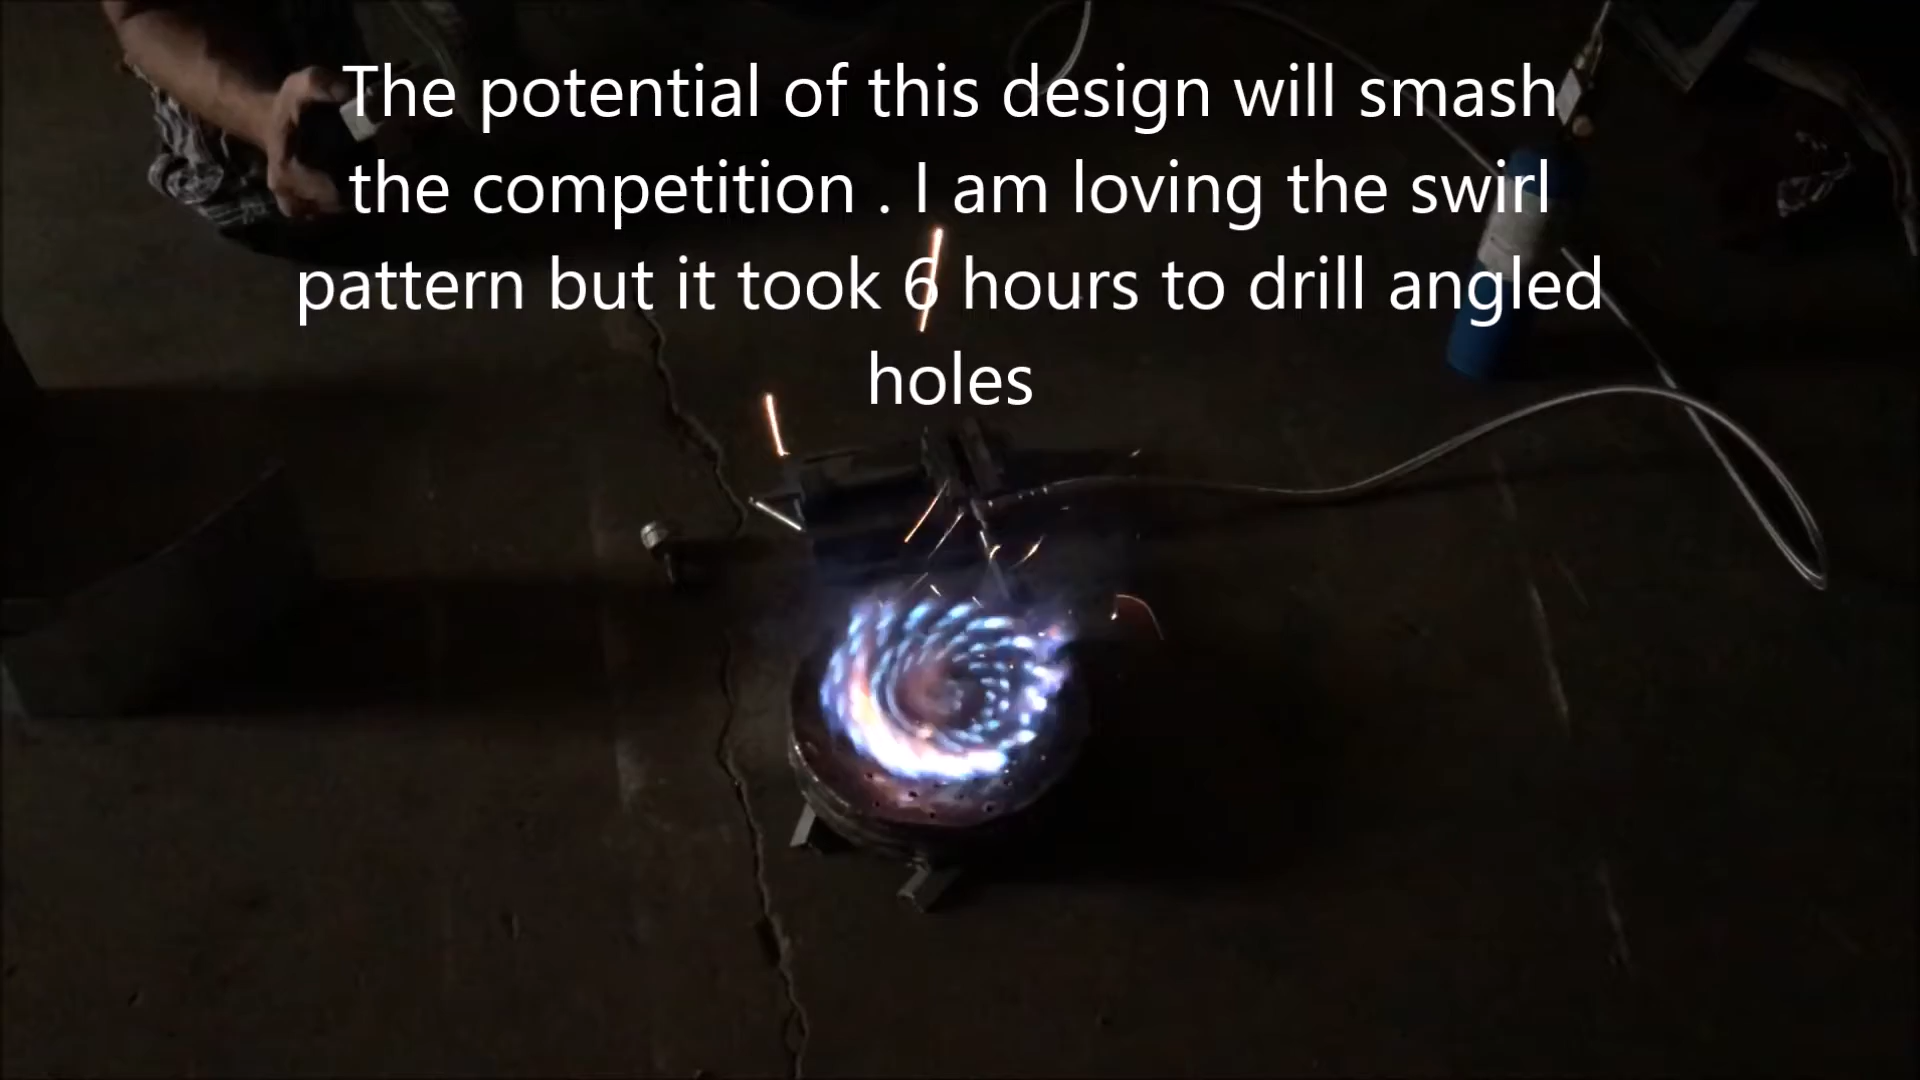 The potential of this design will smash
the competition . I am loving the swirl
pattern but it took 6 hours to drill angled
holes